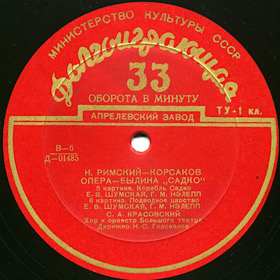 МИНИСТЕРСТВО КУЛЬТУРЫ СССР
Долгоиграющая
33
ОБОРОТА В МИНУТУ
ТУ-1 кл.
АПРЕЛЕВСКИЙ ЗАВОД
В—6
Д—01485
Н. РИМСКИЙ—КОРСАКОВ
ОПЕРА—БЫЛИНА „САДКО"
5 картина. Корабль Садко
Е. В. ШУМСКАЯ, Г. М. НЭЛЕПП
6 картина. Подводное царство
Е. В. ШУМСКАЯ, Г. М. НЭЛЕПП
С. А. КРАСОВСКИЙ
Хор и оркестр Большого театра
Дирижер Н. С. Голованов